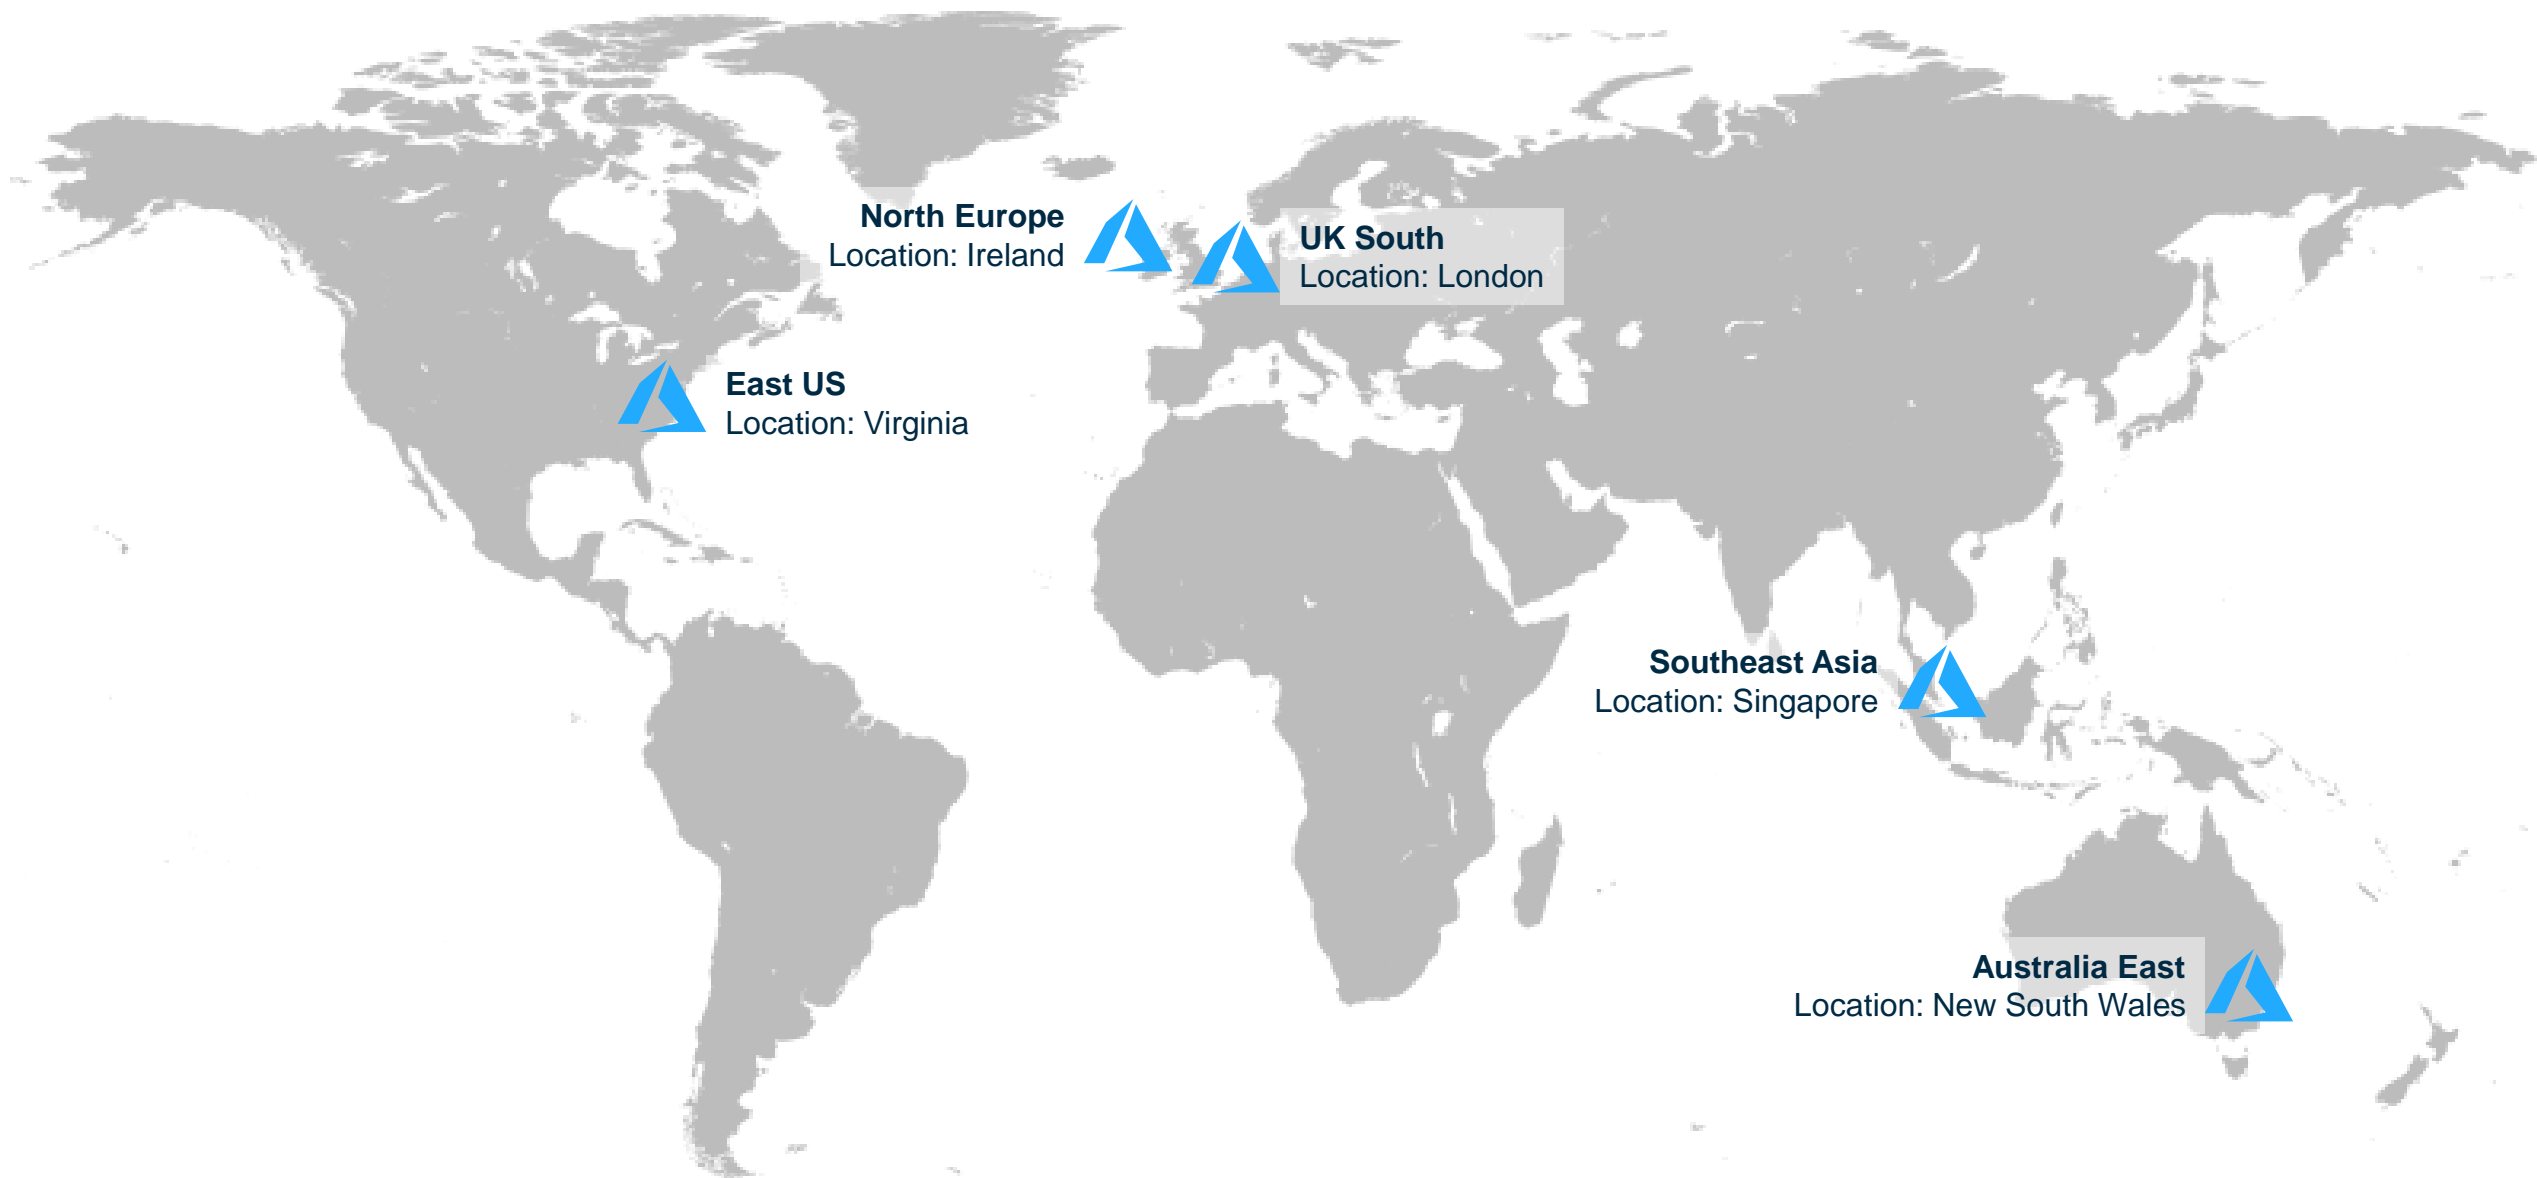 North Europe
Location: Ireland
UK South
Location: London
East US
Location: Virginia
Southeast Asia
Location: Singapore
Australia East
Location: New South Wales